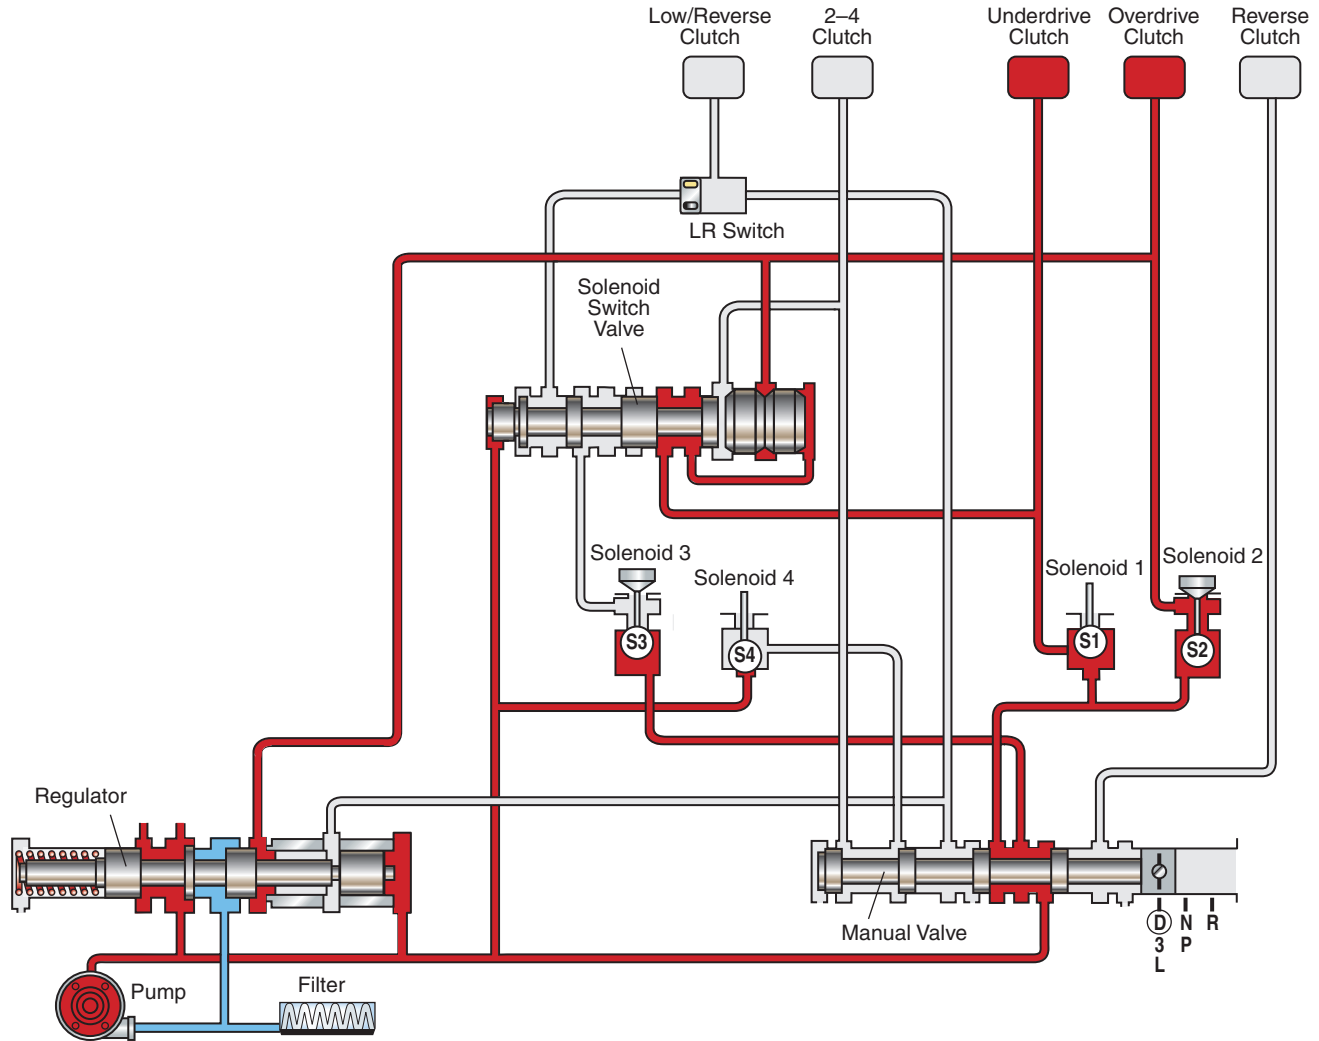 Low/Reverse
Clutch
2–4
Clutch
Underdrive
Clutch
Overdrive
Clutch
Reverse
Clutch
LR Switch
Solenoid
Switch
Valve
Solenoid 3
Solenoid 4
Solenoid 1
Solenoid 2
S3
S4
S1
S2
Regulator
Manual Valve
D N R
3 P
L
Pump
Filter